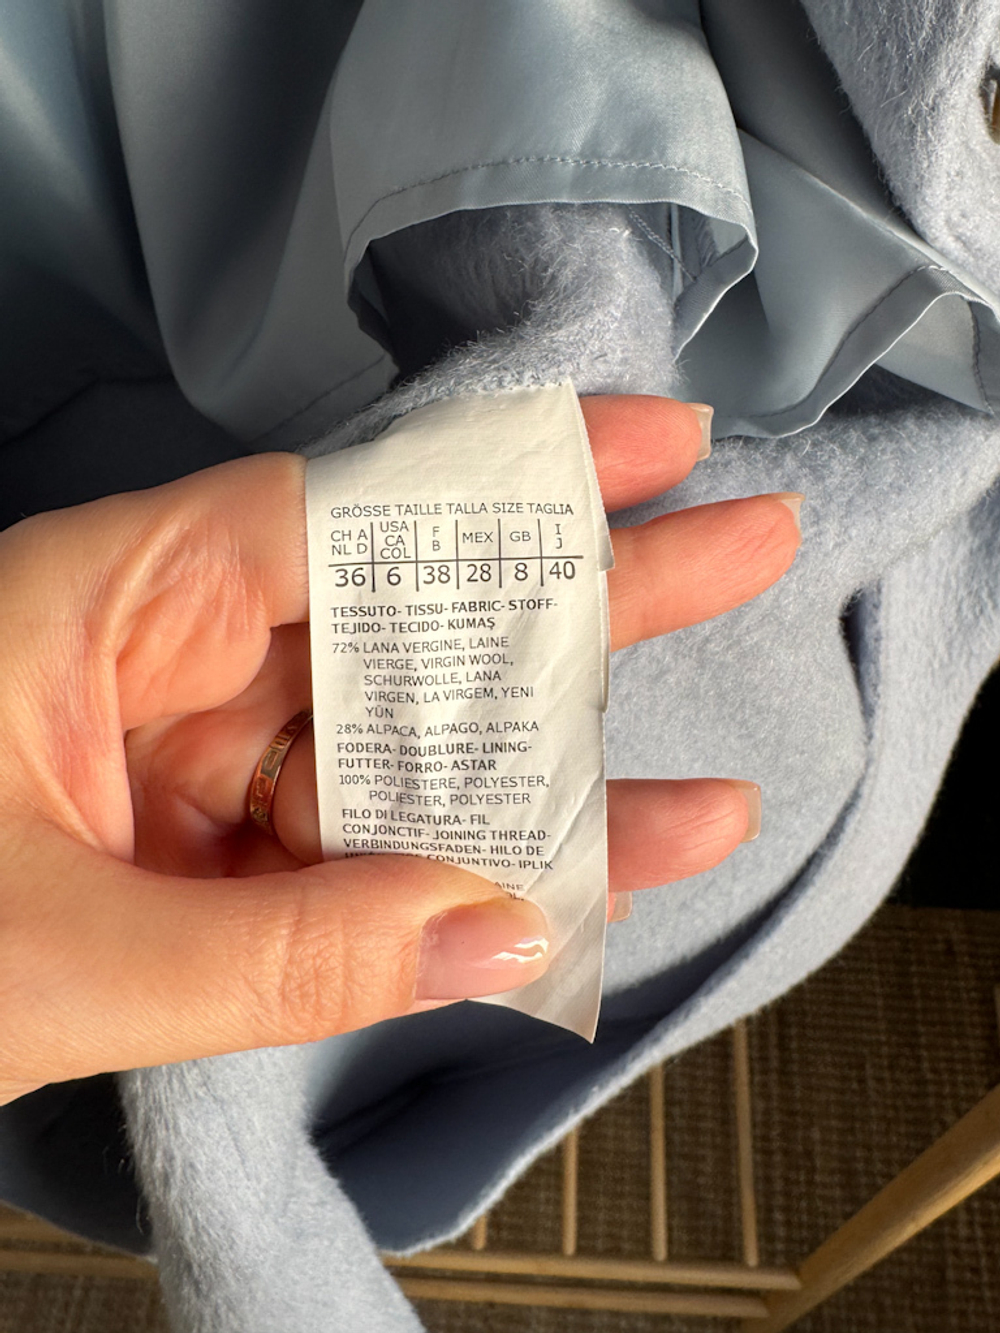 GRÖSSE TAILLE TALLA SIZE TAGLIA
CH A NL D | USA CA COL | F B | MEX | GB | I J
36 | 6 | 38 | 28 | 8 | 40
TESSUTO- TISSU- FABRIC- STOFF-
TEJIDO- TECIDO- KUMAŞ
72% LANA VERGINE, LAINE
VIERGE, VIRGIN WOOL,
SCHURWOLLE, LANA
VIRGEN, LA VIRGEM, YENI
YÜN
28% ALPACA, ALPAGO, ALPAKA
FODERA- DOUBLURE- LINING-
FUTTER- FORRO- ASTAR
100% POLIESTERE, POLYESTER,
POLIESTER, POLYESTER
FILO DI LEGATURA- FIL
CONJONCTIF- JOINING THREAD-
VERBINDUNGSFADEN- HILO DE
CONJUNTIVO- IPLIK